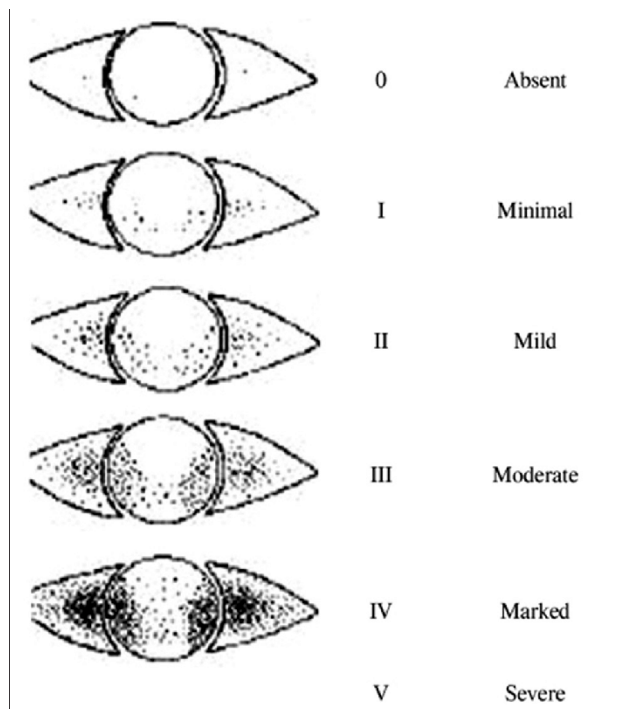 0 Absent
I Minimal
II Mild
III Moderate
IV Marked
V Severe